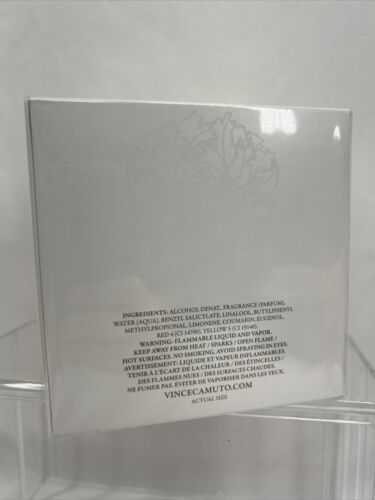 INGREDIENTS: ALCOHOL DENAT., FRAGRANCE (PARFUM),
WATER (AQUA), BENZYL SALICYLATE, LINALOOL, BUTYLPHENYL
METHYLPROPIONAL, LIMONENE, COUMARIN, EUGENOL,
RED 4 (CI 14700), YELLOW 5 (CI 19140).
WARNING: FLAMMABLE LIQUID AND VAPOR.
KEEP AWAY FROM HEAT / SPARKS / OPEN FLAME /
HOT SURFACES. NO SMOKING. AVOID SPRAYING IN EYES.
AVERTISSEMENT: LIQUIDE ET VAPEUR INFLAMMABLES.
TENIR À L'ÉCART DE LA CHALEUR / DES ÉTINCELLES /
DES FLAMMES NUES / DES SURFACES CHAUDES.
NE FUMER PAS. ÉVITER DE VAPORISER DANS LES YEUX.
VINCECAMUTO.COM
ACTUAL SIZE